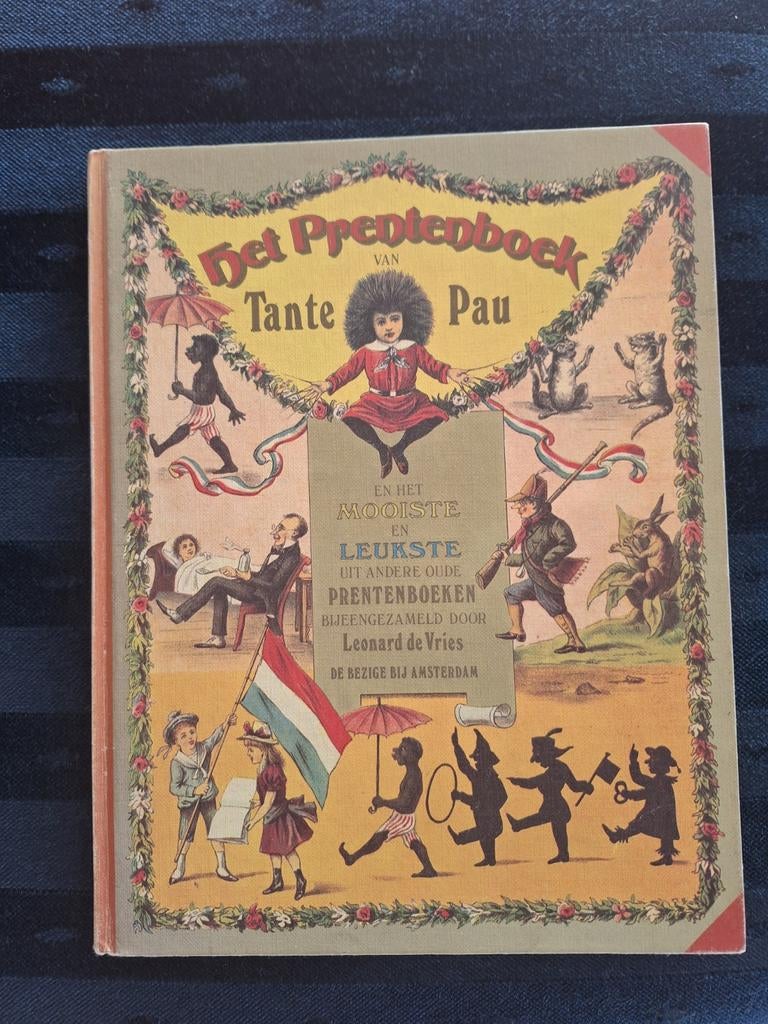 Het Prentenboek
VAN
Tante Pau
EN HET
MOOISTE
EN
LEUKSTE
UIT ANDERE OUDE
PRENTENBOEKEN
BIJEENGEZAMELD DOOR
Leonard de Vries
DE BEZIGE BIJ AMSTERDAM